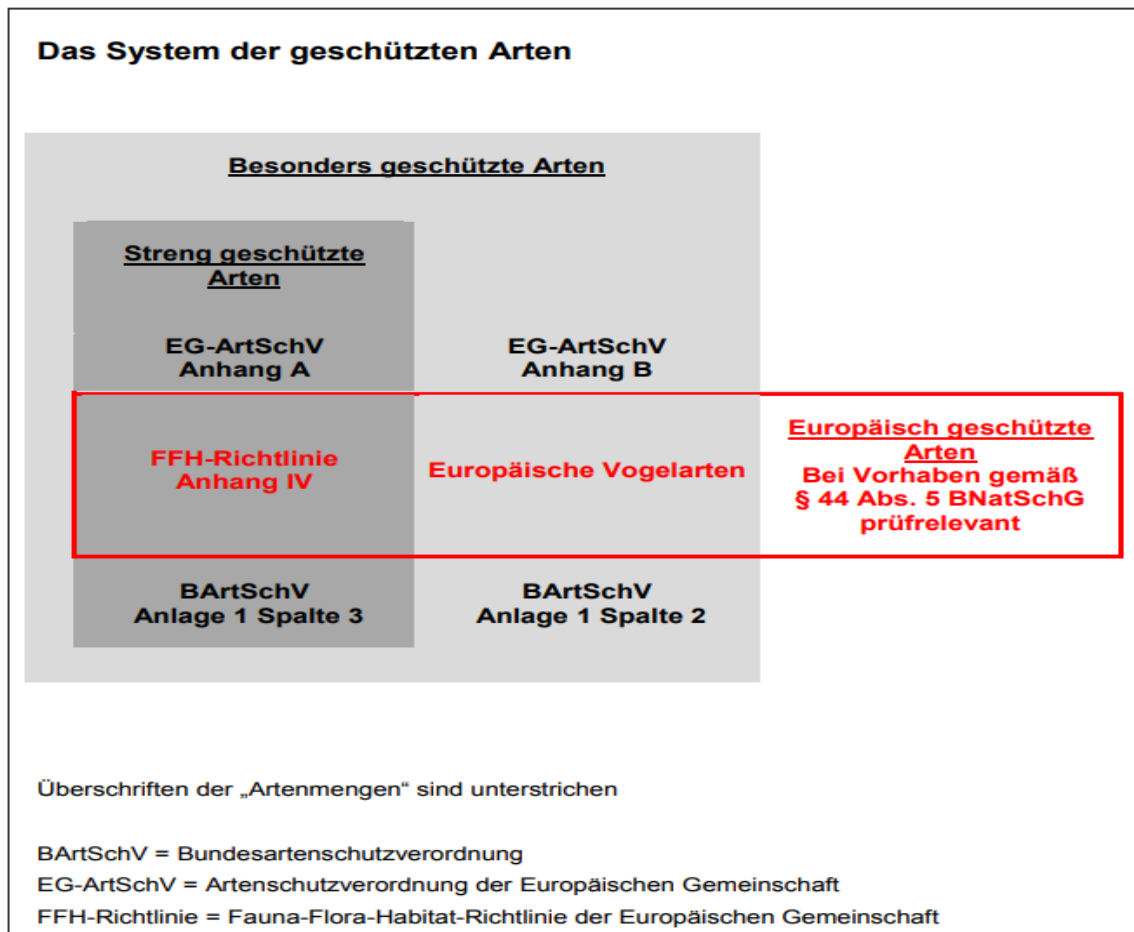 Das System der geschützten Arten
Besonders geschützte Arten
Streng geschützte
Arten
EG-ArtSchV
Anhang A
EG-ArtSchV
Anhang B
FFH-Richtlinie
Anhang IV
Europäische Vogelarten
Europäisch geschützte
Arten
Bei Vorhaben gemäß
§ 44 Abs. 5 BNatSchG
prüfrelevant
BArtSchV
Anlage 1 Spalte 3
BArtSchV
Anlage 1 Spalte 2
Überschriften der „Artenmengen“ sind unterstrichen
BArtSchV = Bundesartenschutzverordnung
EG-ArtSchV = Artenschutzverordnung der Europäischen Gemeinschaft
FFH-Richtlinie = Fauna-Flora-Habitat-Richtlinie der Europäischen Gemeinschaft